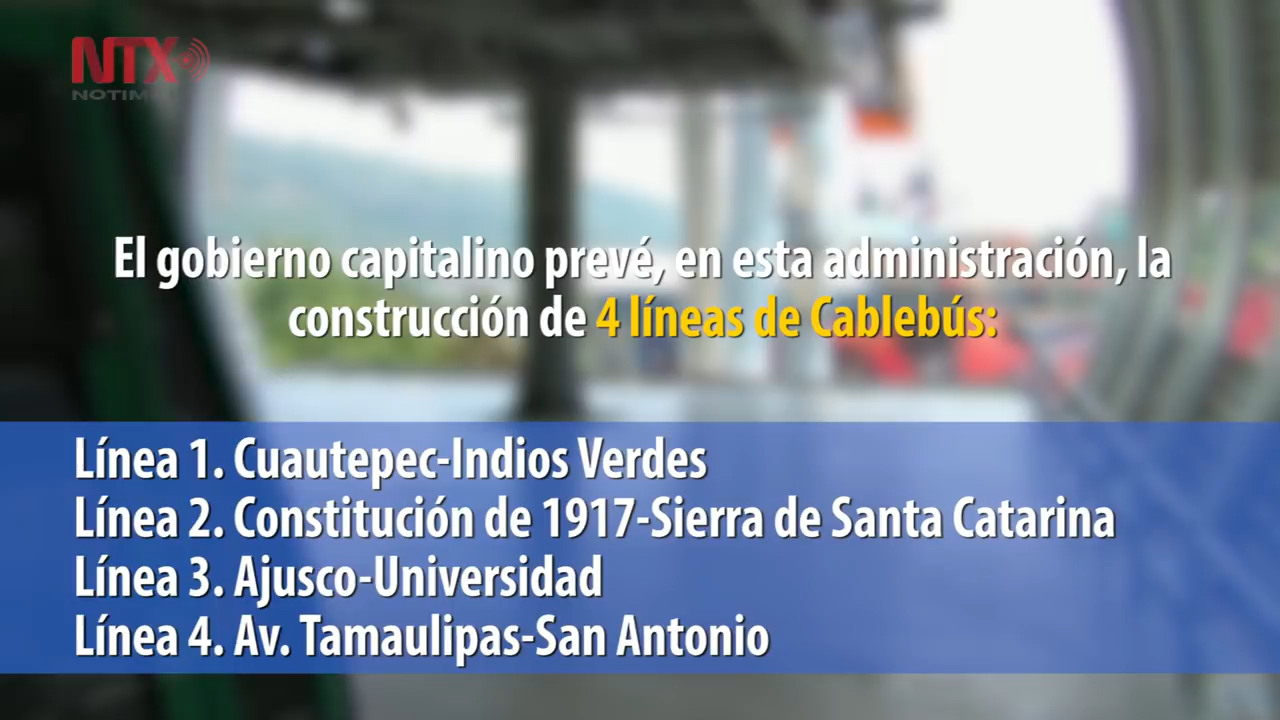 NTX
El gobierno capitalino prevé, en esta administración, la
construcción de 4 líneas de Cablebús:
Línea 1. Cuautepec-Indios Verdes
Línea 2. Constitución de 1917-Sierra de Santa Catarina
Línea 3. Ajusco-Universidad
Línea 4. Av. Tamaulipas-San Antonio